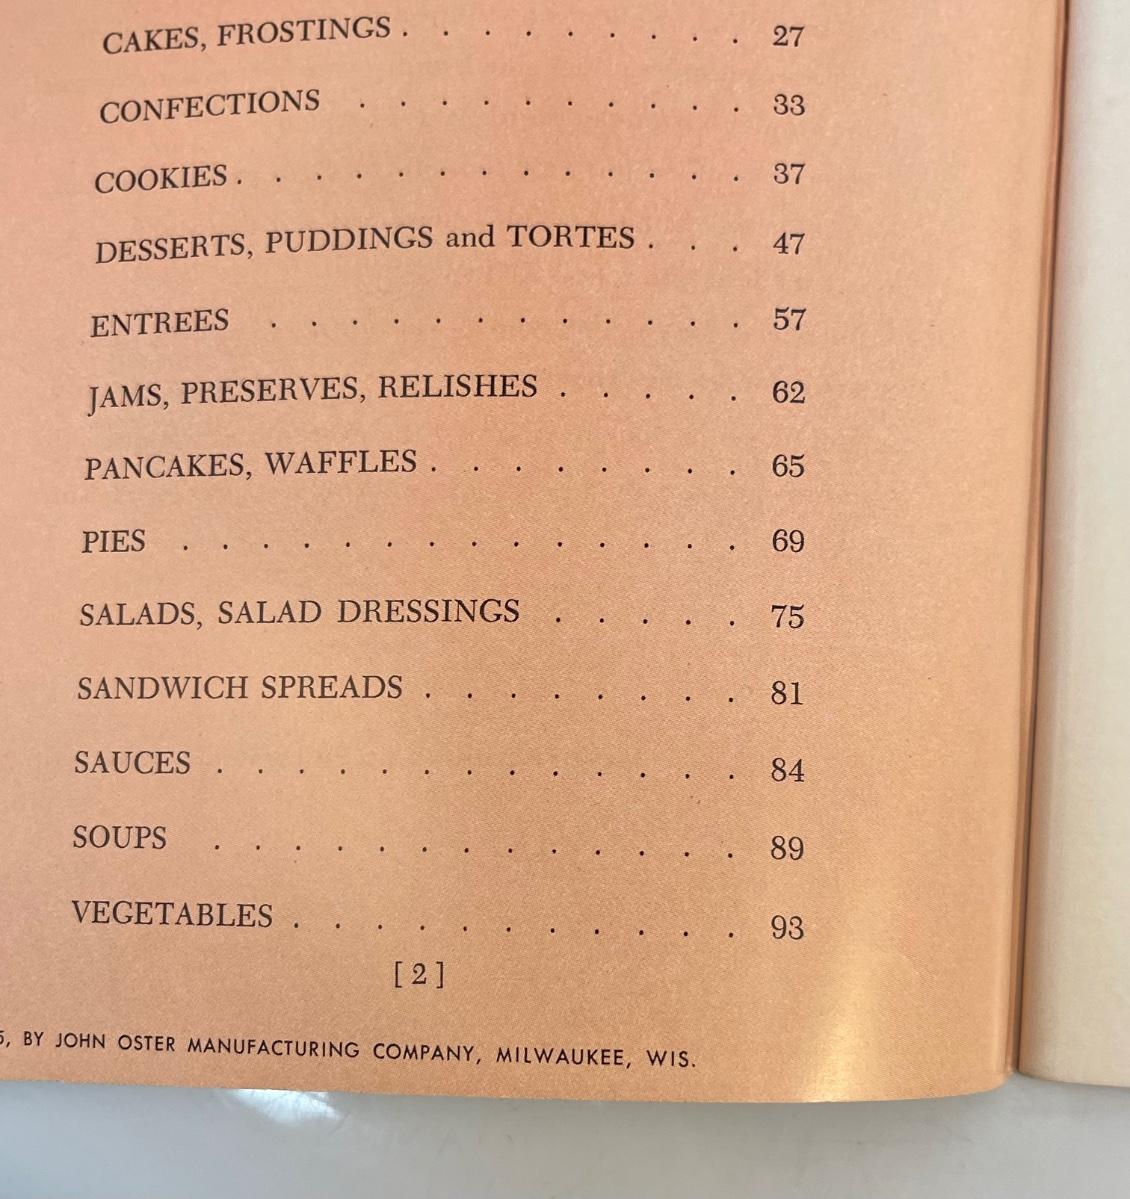 CAKES, FROSTINGS . . . . . . . . . 27
CONFECTIONS . . . . . . . . . . 33
COOKIES . . . . . . . . . . . . . 37
DESSERTS, PUDDINGS and TORTES . . . 47
ENTREES . . . . . . . . . . . . 57
JAMS, PRESERVES, RELISHES . . . . . 62
PANCAKES, WAFFLES . . . . . . . . 65
PIES . . . . . . . . . . . . . . 69
SALADS, SALAD DRESSINGS . . . . . 75
SANDWICH SPREADS . . . . . . . . 81
SAUCES . . . . . . . . . . . . . 84
SOUPS . . . . . . . . . . . . . 89
VEGETABLES . . . . . . . . . . . 93
[ 2 ]
5, BY JOHN OSTER MANUFACTURING COMPANY, MILWAUKEE, WIS.